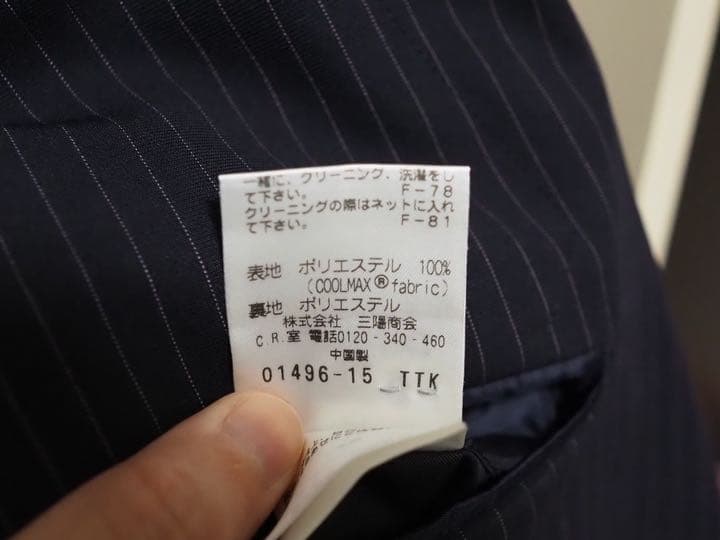 一緒に、クリーニング、洗濯をし
て下さい。 F-78
クリーニングの際はネットに入れ
て下さい。 F-81
表地 ポリエステル 100%
(COOLMAX®fabric)
裏地 ポリエステル
株式会社 三陽商会
C.R.室 電話0120-340-460
中国製
01496-15 TTK